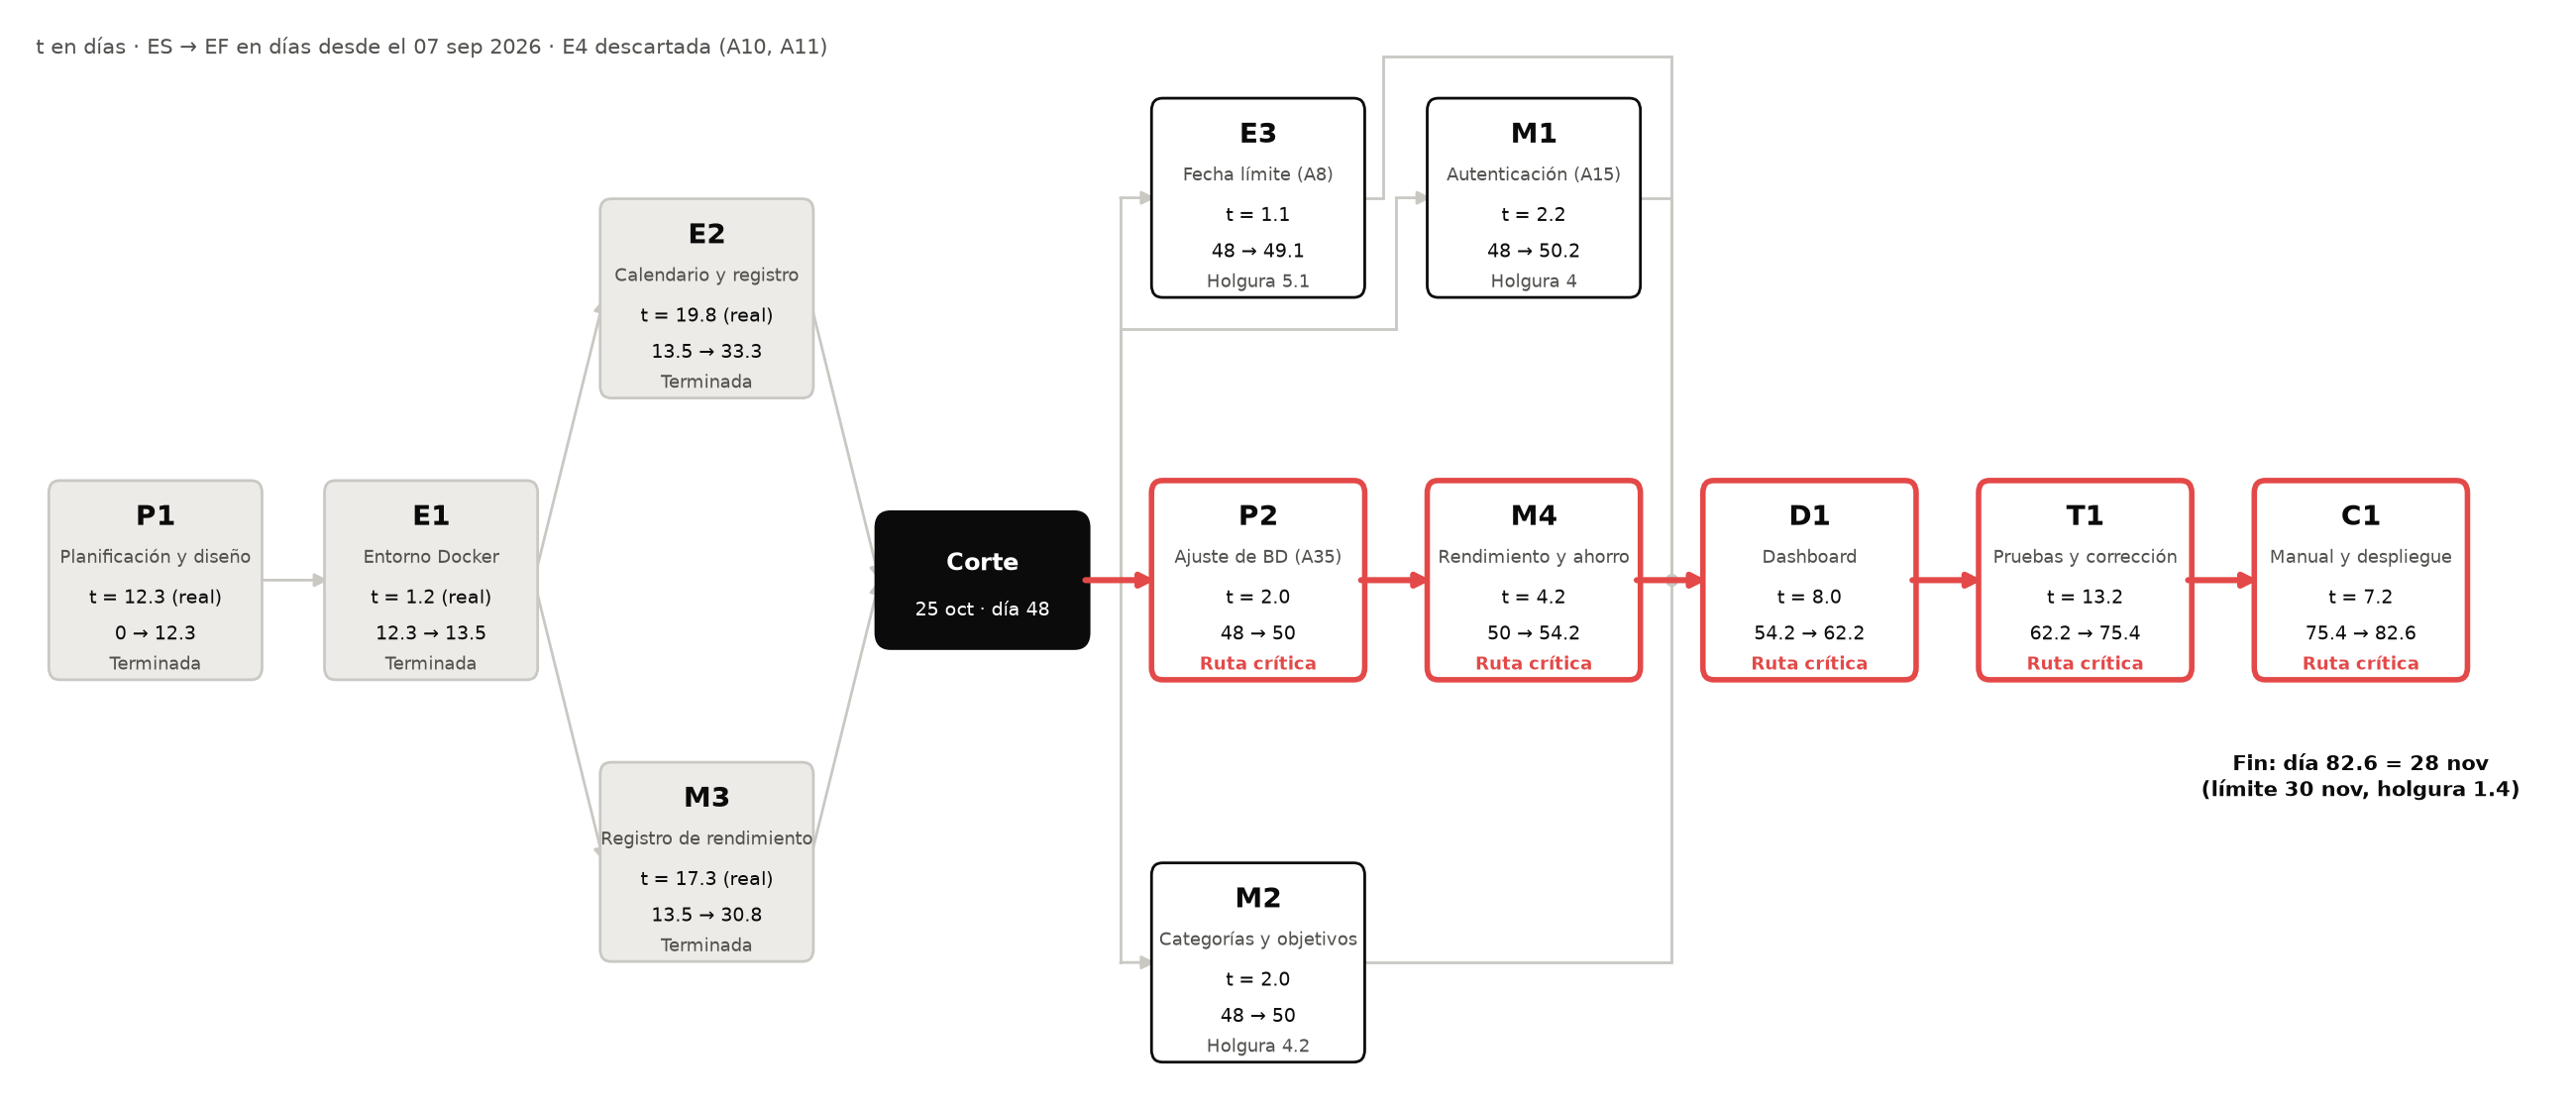 t en días · ES → EF en días desde el 07 sep 2026 · E4 descartada (A10, A11)
P1
Planificación y diseño
t = 12.3 (real)
0 → 12.3
Terminada
E1
Entorno Docker
t = 1.2 (real)
12.3 → 13.5
Terminada
E2
Calendario y registro
t = 19.8 (real)
13.5 → 33.3
Terminada
M3
Registro de rendimiento
t = 17.3 (real)
13.5 → 30.8
Terminada
Corte
25 oct · día 48
E3
Fecha límite (A8)
t = 1.1
48 → 49.1
Holgura 5.1
M1
Autenticación (A15)
t = 2.2
48 → 50.2
Holgura 4
P2
Ajuste de BD (A35)
t = 2.0
48 → 50
Ruta crítica
M4
Rendimiento y ahorro
t = 4.2
50 → 54.2
Ruta crítica
M2
Categorías y objetivos
t = 2.0
48 → 50
Holgura 4.2
D1
Dashboard
t = 8.0
54.2 → 62.2
Ruta crítica
T1
Pruebas y corrección
t = 13.2
62.2 → 75.4
Ruta crítica
C1
Manual y despliegue
t = 7.2
75.4 → 82.6
Ruta crítica
Fin: día 82.6 = 28 nov
(límite 30 nov, holgura 1.4)